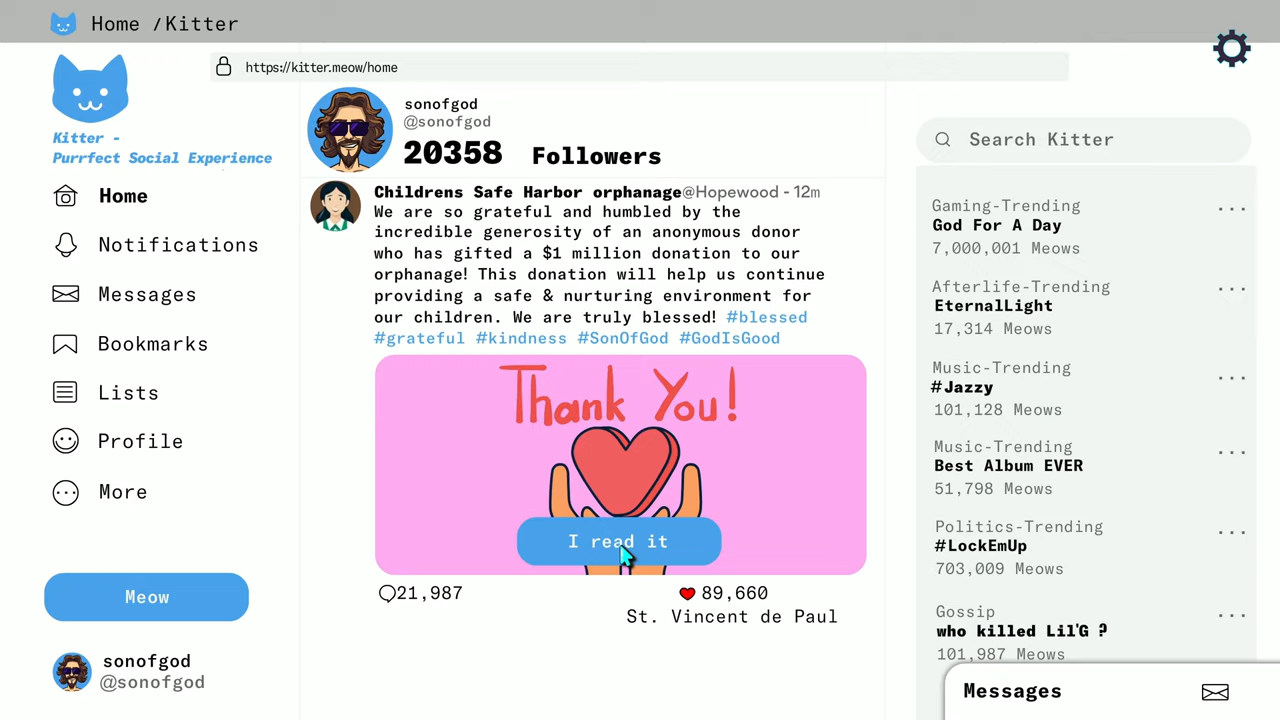 Home /Kitter
https://kitter.meow/home
Kitter -
Purrfect Social Experience
Home
Notifications
Messages
Bookmarks
Lists
Profile
More
Meow
sonofgod
@sonofgod
sonofgod
@sonofgod
20358 Followers
Childrens Safe Harbor orphanage@Hopewood - 12m
We are so grateful and humbled by the
incredible generosity of an anonymous donor
who has gifted a $1 million donation to our
orphanage! This donation will help us continue
providing a safe & nurturing environment for
our children. We are truly blessed! #blessed
#grateful #kindness #SonOfGod #GodIsGood
Thank You!
I read it
21,987
89,660
St. Vincent de Paul
Search Kitter
Gaming-Trending
God For A Day
7,000,001 Meows
Afterlife-Trending
EternalLight
17,314 Meows
Music-Trending
#Jazzy
101,128 Meows
Music-Trending
Best Album EVER
51,798 Meows
Politics-Trending
#LockEmUp
703,009 Meows
Gossip
who killed Lil'G ?
101,987 Meows
Messages